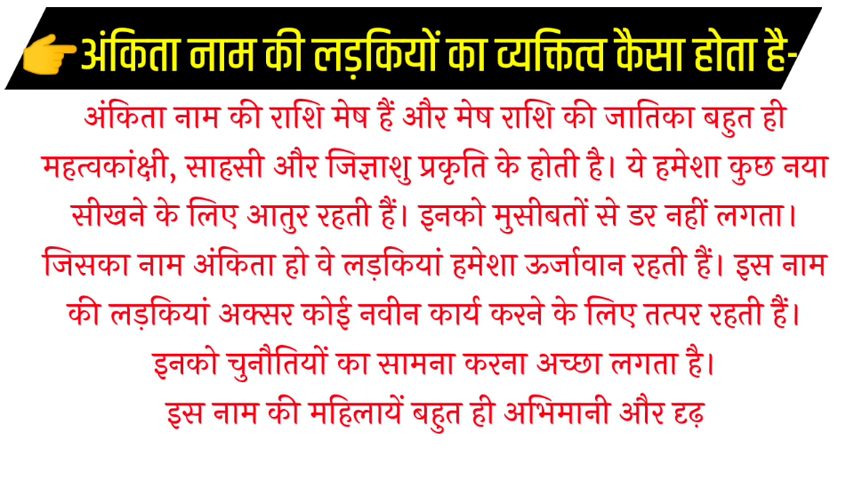 👉अंकिता नाम की लड़कियों का व्यक्तित्व कैसा होता है-
अंकिता नाम की राशि मेष हैं और मेष राशि की जातिका बहुत ही
महत्वकांक्षी, साहसी और जिज्ञाशु प्रकृति के होती है। ये हमेशा कुछ नया
सीखने के लिए आतुर रहती हैं। इनको मुसीबतों से डर नहीं लगता।
जिसका नाम अंकिता हो वे लड़कियां हमेशा ऊर्जावान रहती हैं। इस नाम
की लड़कियां अक्सर कोई नवीन कार्य करने के लिए तत्पर रहती हैं।
इनको चुनौतियों का सामना करना अच्छा लगता है।
इस नाम की महिलायें बहुत ही अभिमानी और दृढ़